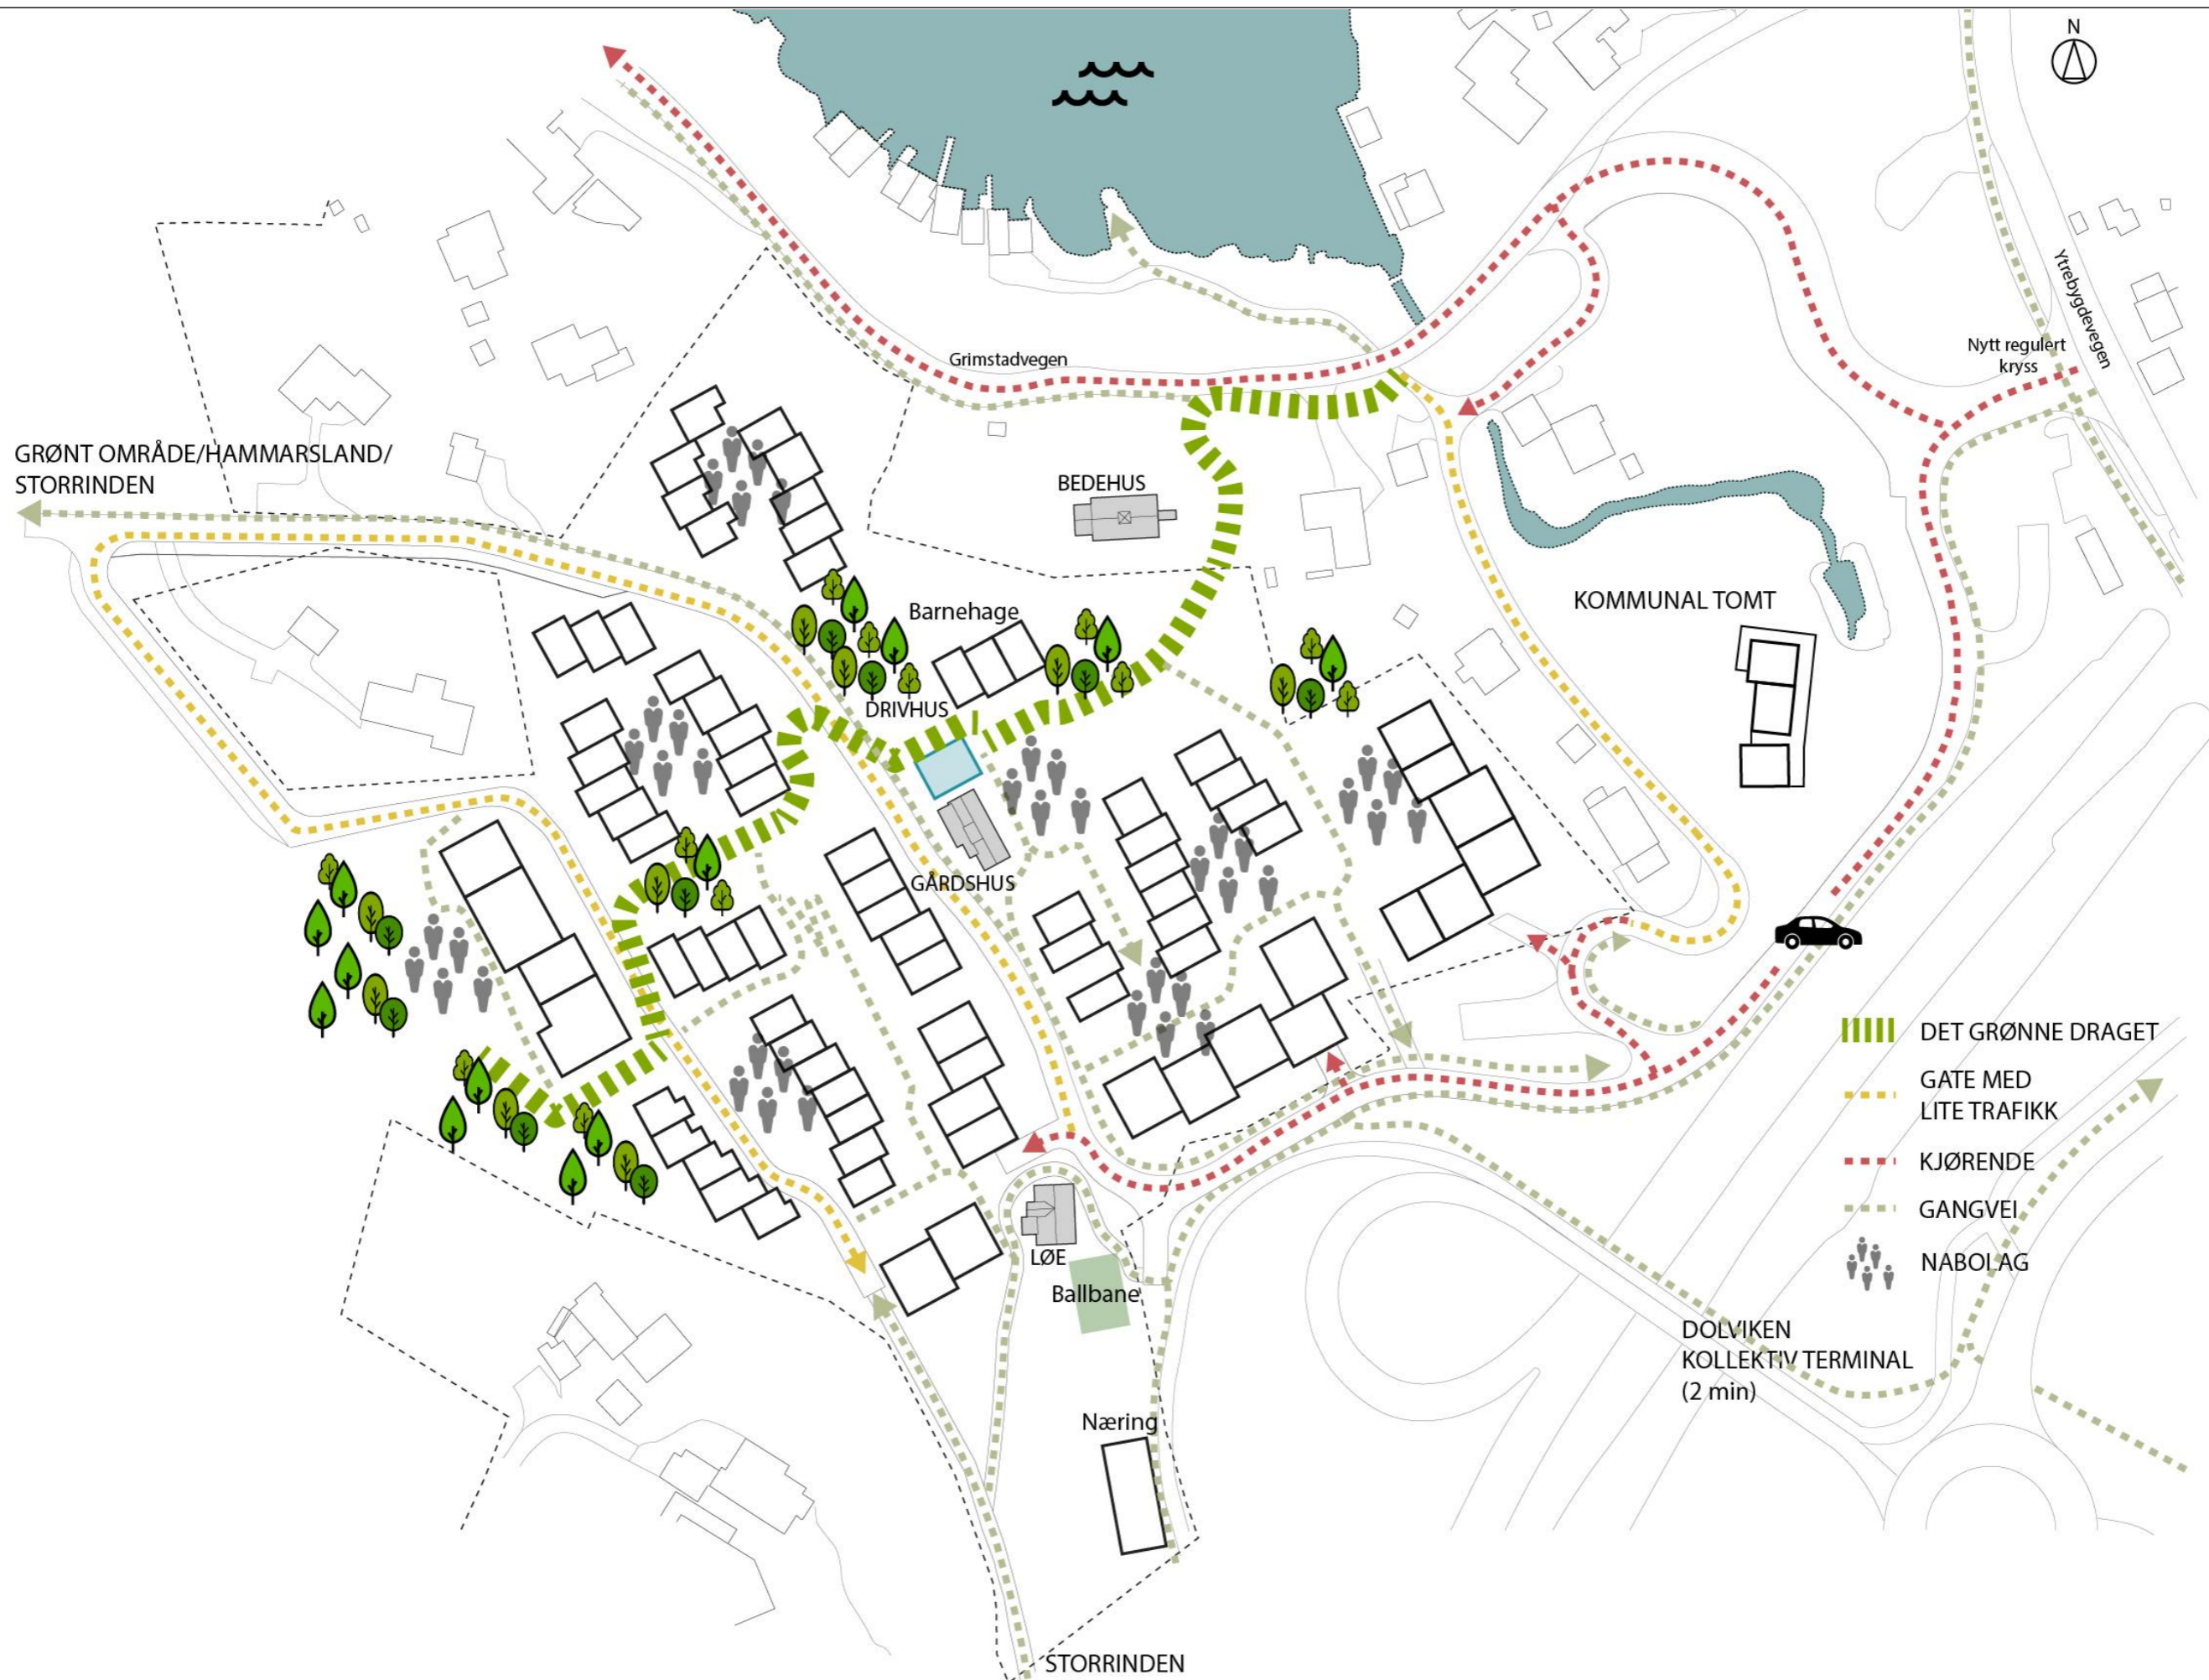 N
Ytrebygdevegen
Nytt regulert
kryss
Grimstadvegen
GRØNT OMRÅDE/HAMMARSLAND/
STORRINDEN
BEDEHUS
KOMMUNAL TOMT
Barnehage
DRIVHUS
GÅRDSHUS
DET GRØNNE DRAGET
GATE MED
LITE TRAFIKK
KJØRENDE
GANGVEI
NABOLAG
LØE
Ballbane
DOLVIKEN
KOLLEKTIV TERMINAL
(2 min)
Næring
STORRINDEN